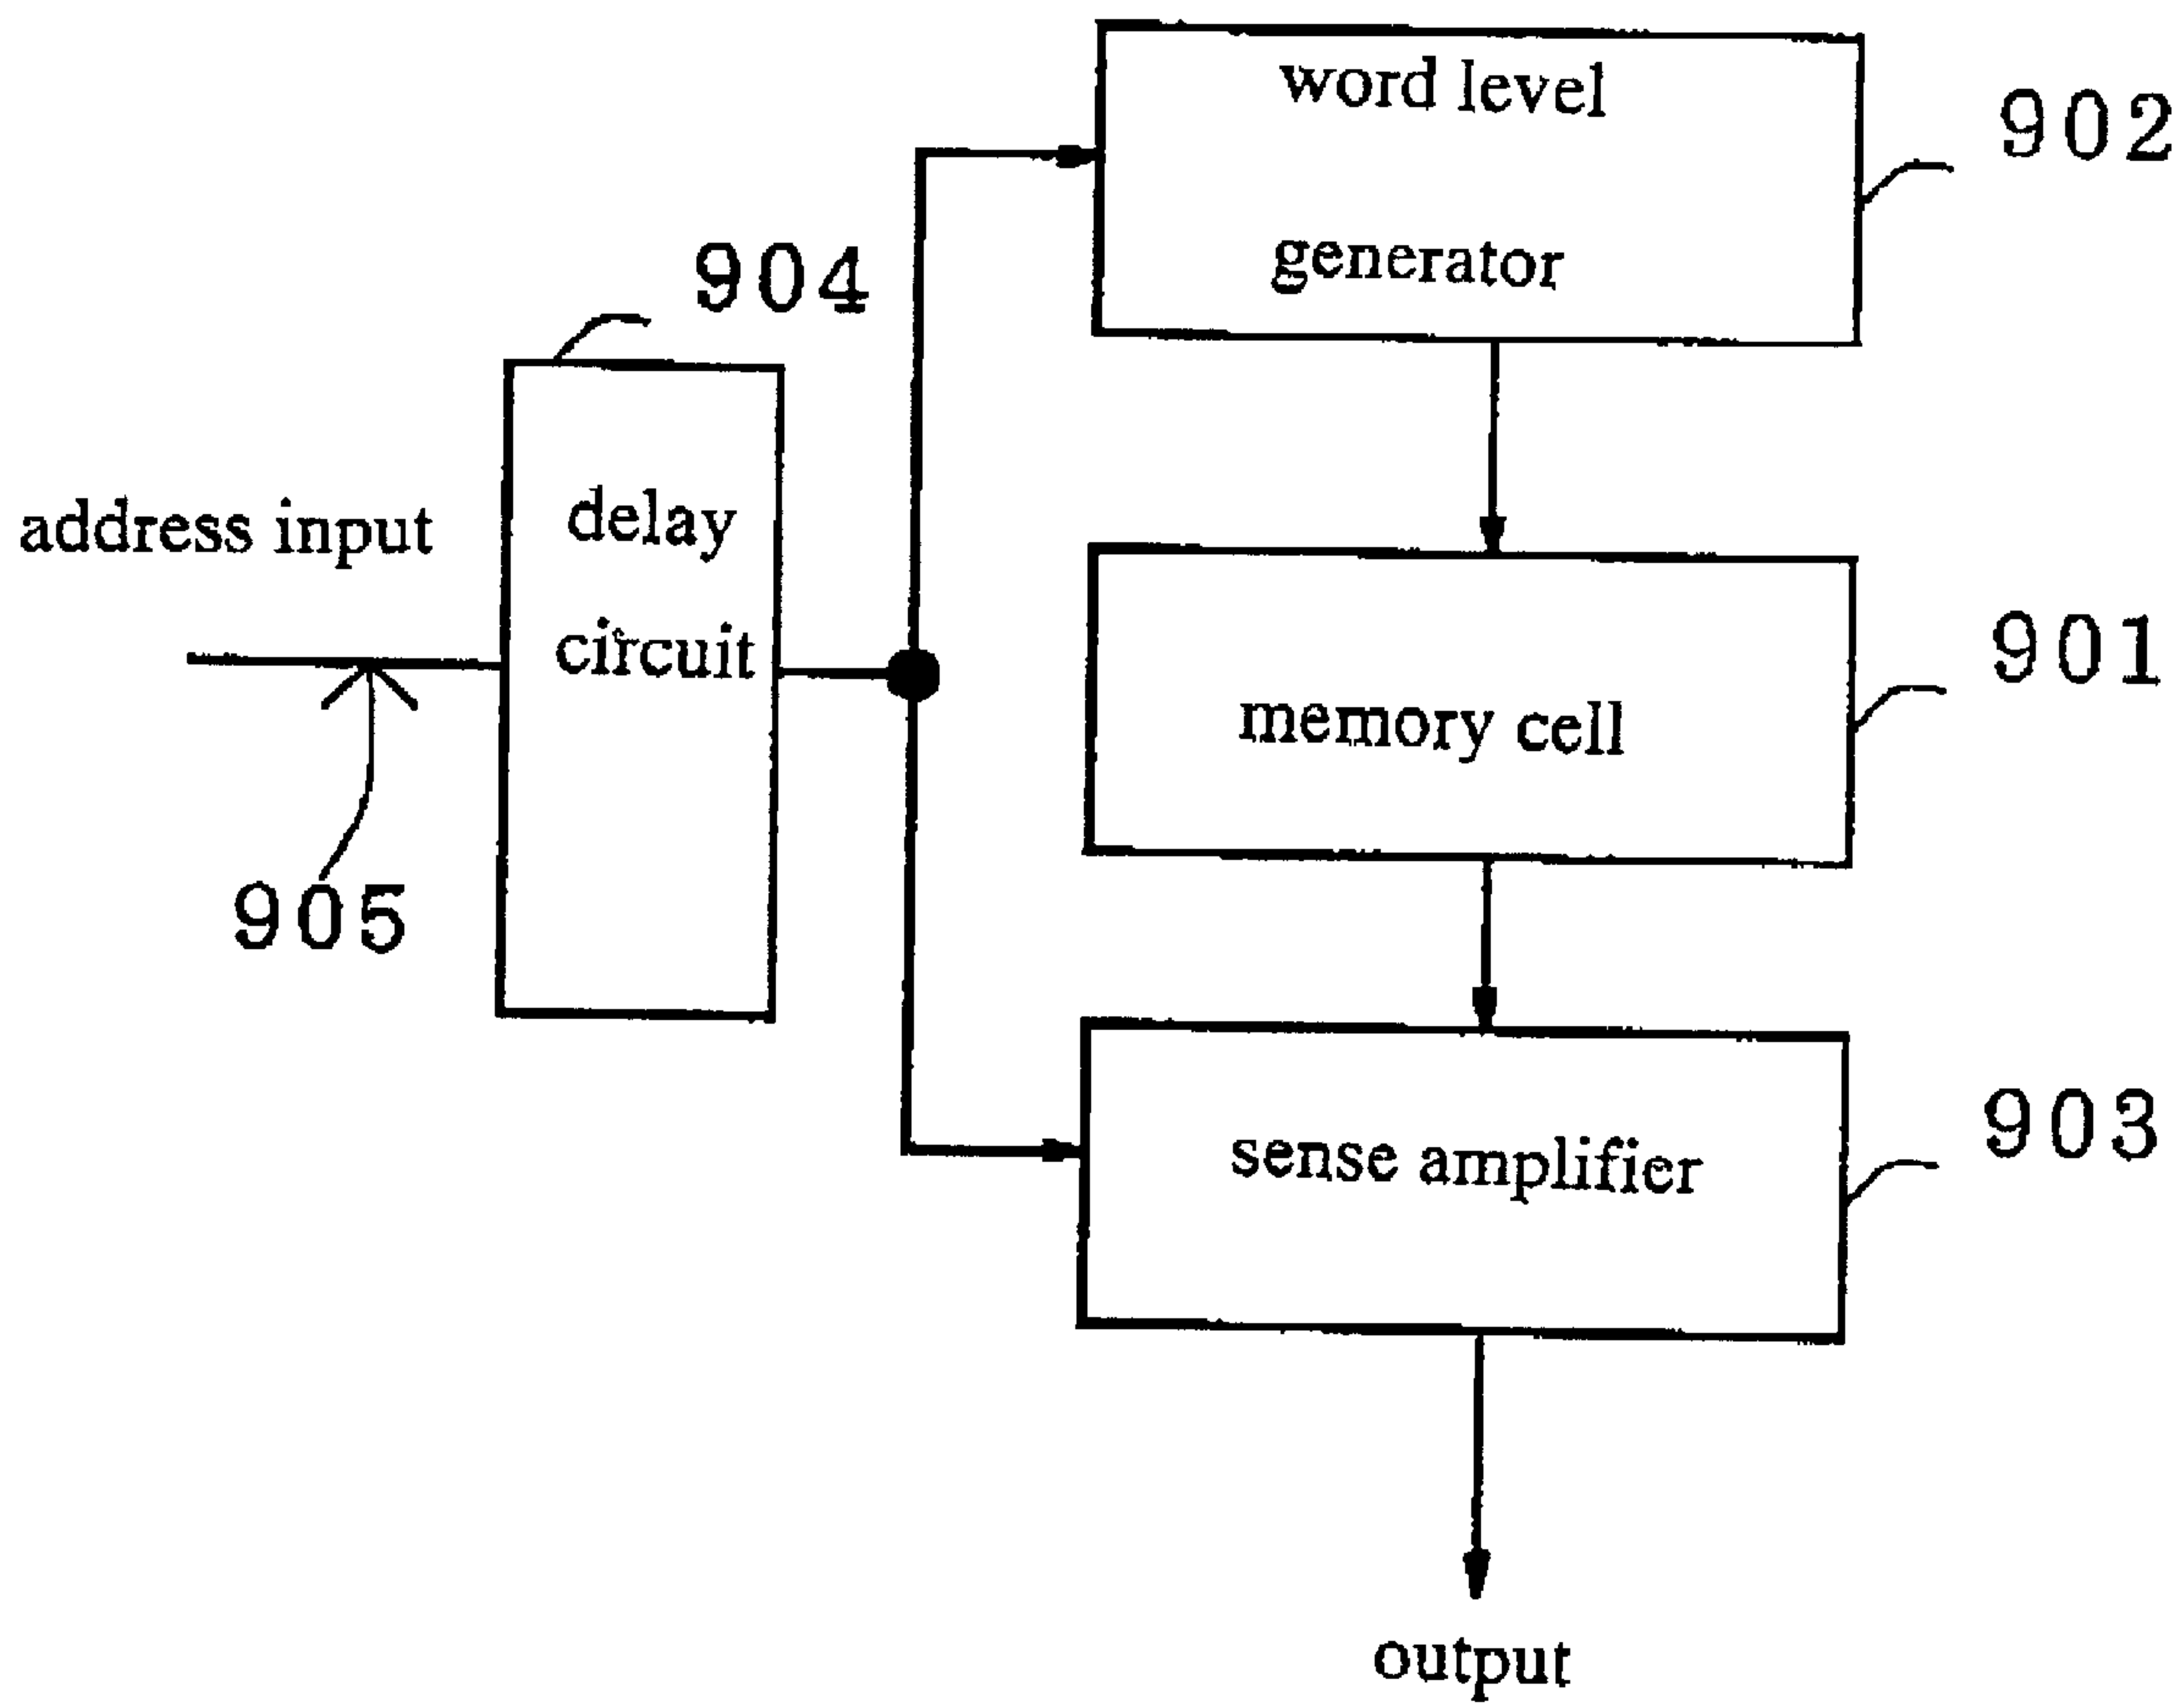 word level
generator
902
904
address input
delay
circuit
905
memory cell
901
sense amplifier
903
output